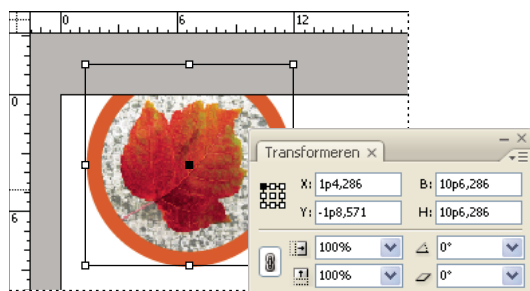 0 6 12
0
6
Transformeren ×
X: 1p4,286 B: 10p6,286
Y: -1p8,571 H: 10p6,286
100% 0°
100% 0°